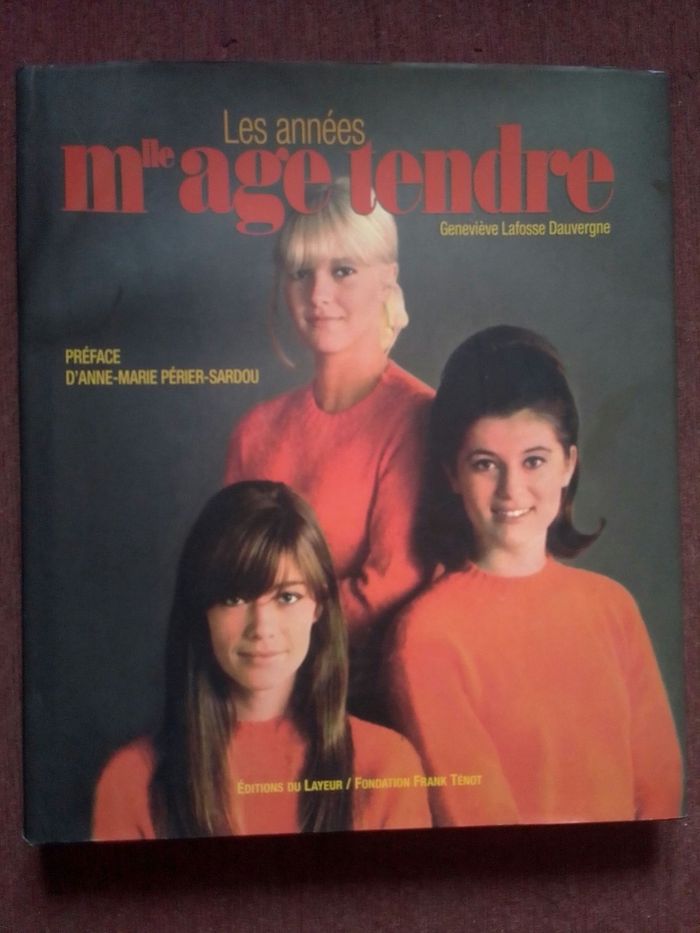 Les années
mlle age tendre
Geneviève Lafosse Dauvergne
PRÉFACE
D'ANNE-MARIE PÉRIER-SARDOU
ÉDITIONS DU LAYEUR / FONDATION FRANK TÉNOT